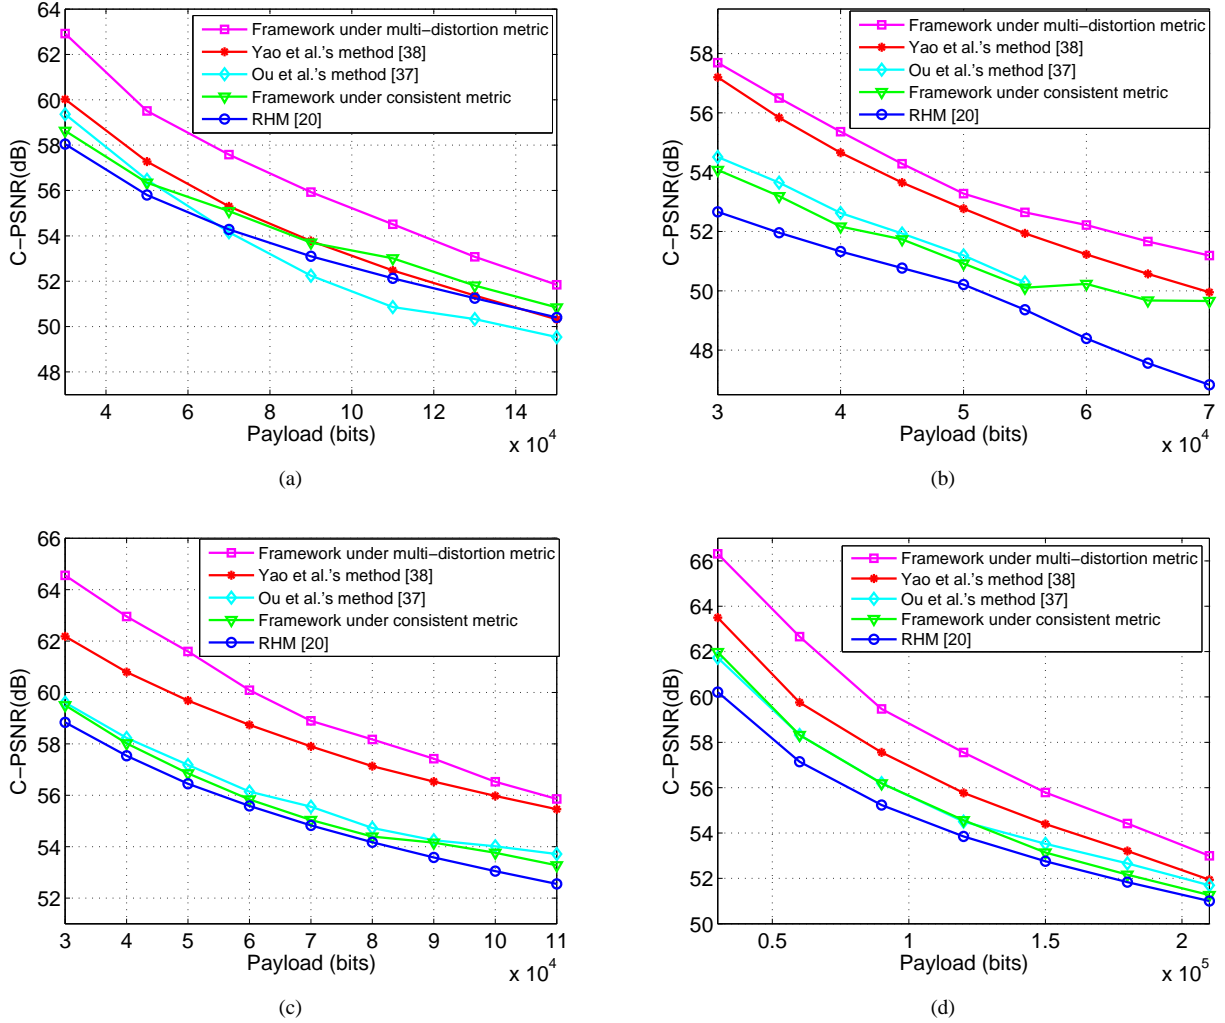 64
62
60
58
56
54
52
50
48
C−PSNR(dB)
Framework under multi−distortion metric
Yao et al.'s method [38]
Ou et al.'s method [37]
Framework under consistent metric
RHM [20]
4 6 8 10 12 14
Payload (bits)
x 10^4
(a)
58
56
54
52
50
48
C−PSNR(dB)
Framework under multi−distortion metric
Yao et al.'s method [38]
Ou et al.'s method [37]
Framework under consistent metric
RHM [20]
3 4 5 6 7
Payload (bits)
x 10^4
(b)
66
64
62
60
58
56
54
52
C−PSNR(dB)
Framework under multi−distortion metric
Yao et al.'s method [38]
Ou et al.'s method [37]
Framework under consistent metric
RHM [20]
3 4 5 6 7 8 9 10 11
Payload (bits)
x 10^4
(c)
66
64
62
60
58
56
54
52
50
C−PSNR(dB)
Framework under multi−distortion metric
Yao et al.'s method [38]
Ou et al.'s method [37]
Framework under consistent metric
RHM [20]
0.5 1 1.5 2
Payload (bits)
x 10^5
(d)